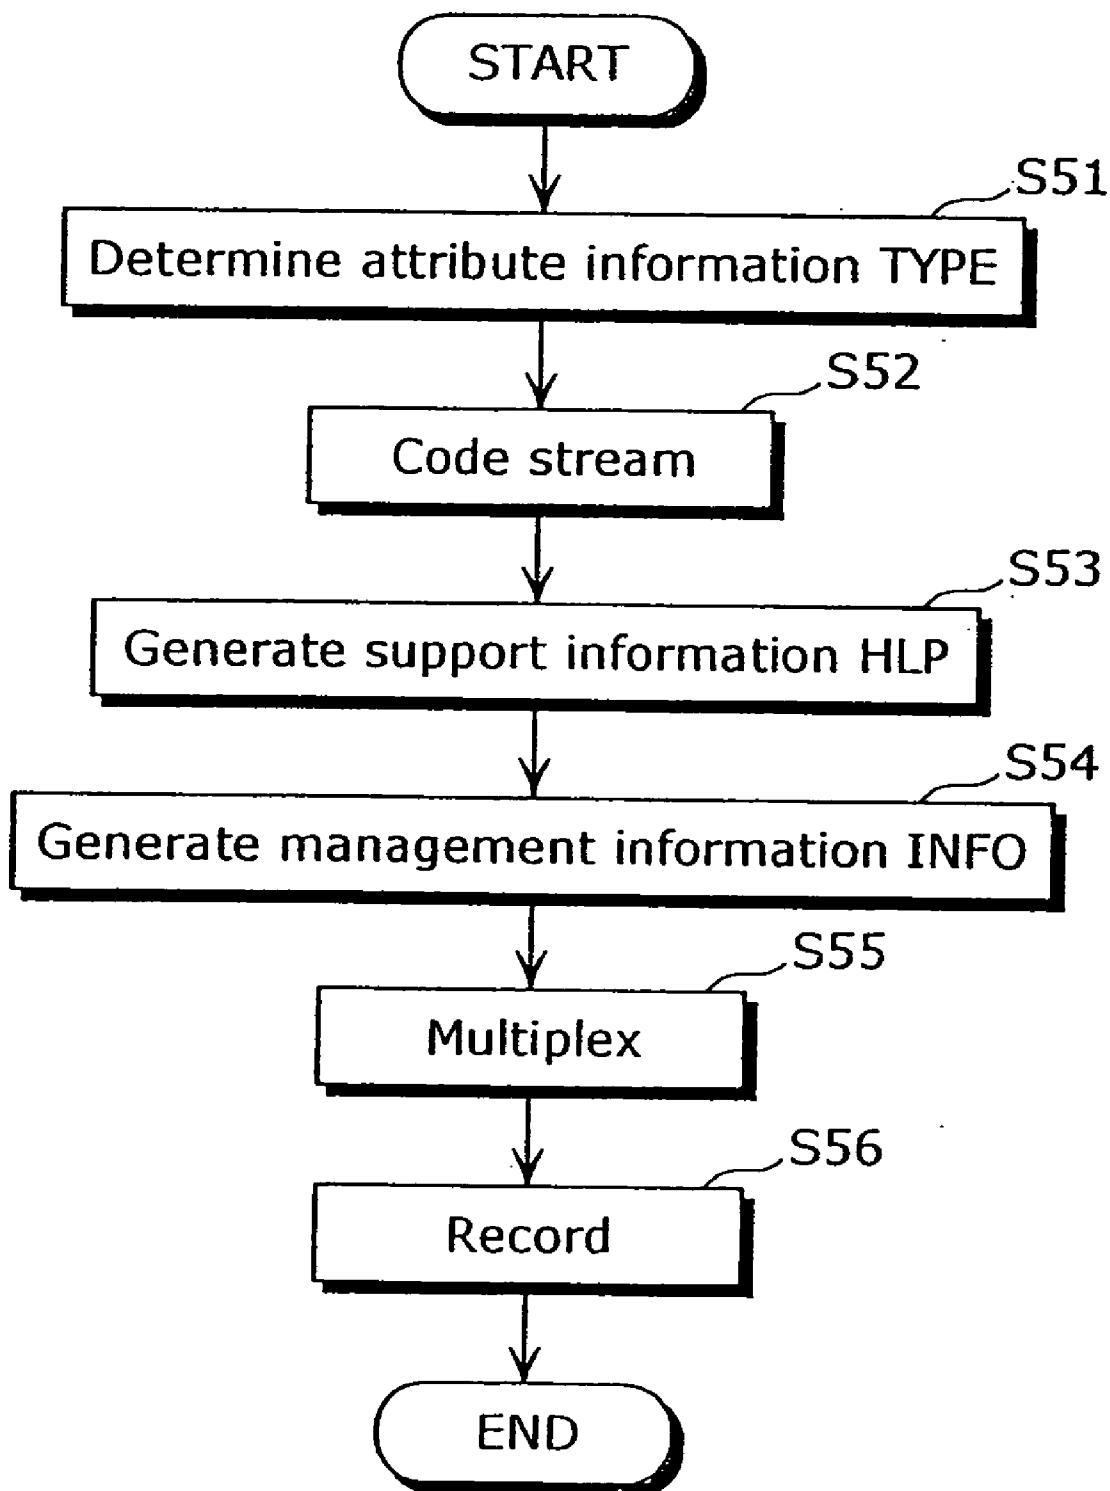 START
S51
Determine attribute information TYPE
S52
Code stream
S53
Generate support information HLP
S54
Generate management information INFO
S55
Multiplex
S56
Record
END